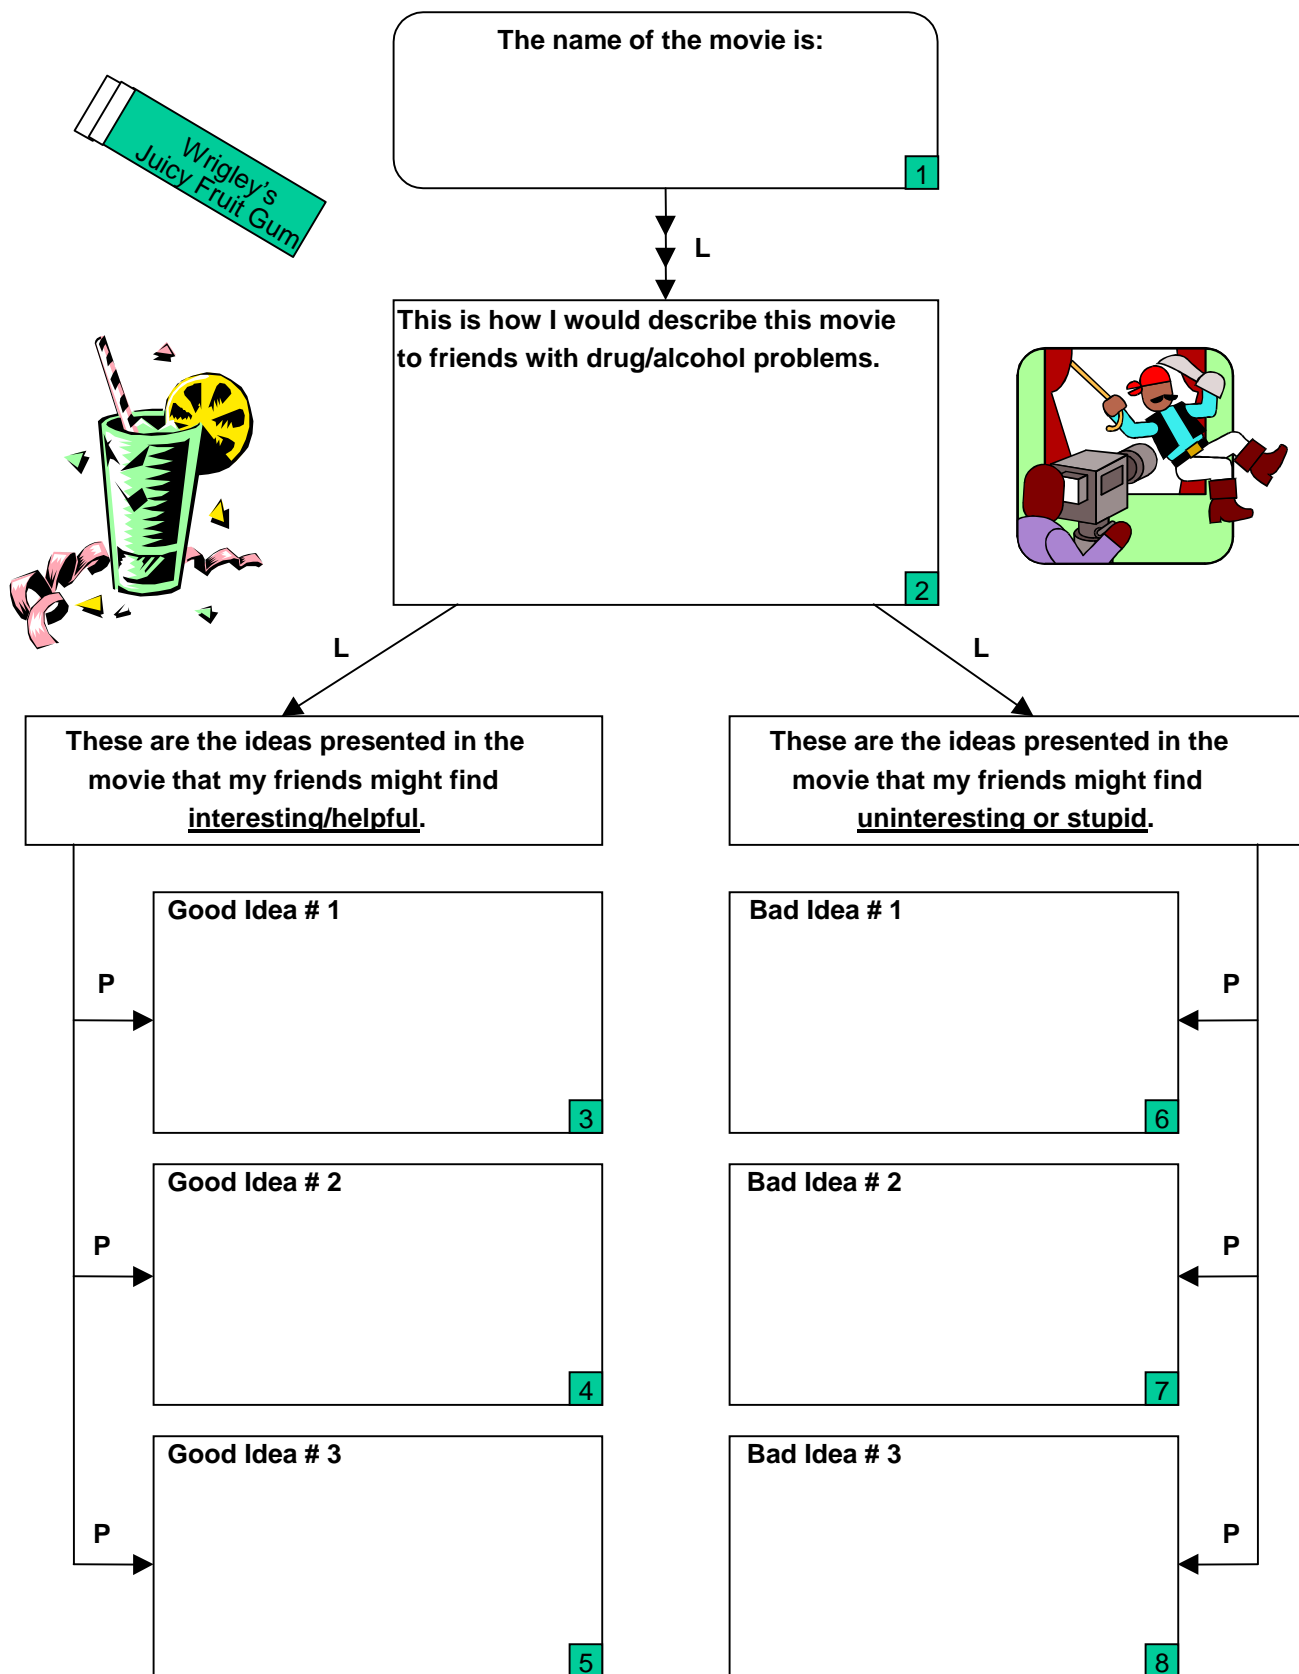 The name of the movie is:
1
Wrigley's
Juicy Fruit Gum
L
This is how I would describe this movie
to friends with drug/alcohol problems.
2
L
L
These are the ideas presented in the
movie that my friends might find
interesting/helpful.
These are the ideas presented in the
movie that my friends might find
uninteresting or stupid.
Good Idea # 1
P
3
Good Idea # 2
P
4
Good Idea # 3
P
5
Bad Idea # 1
P
6
Bad Idea # 2
P
7
Bad Idea # 3
P
8